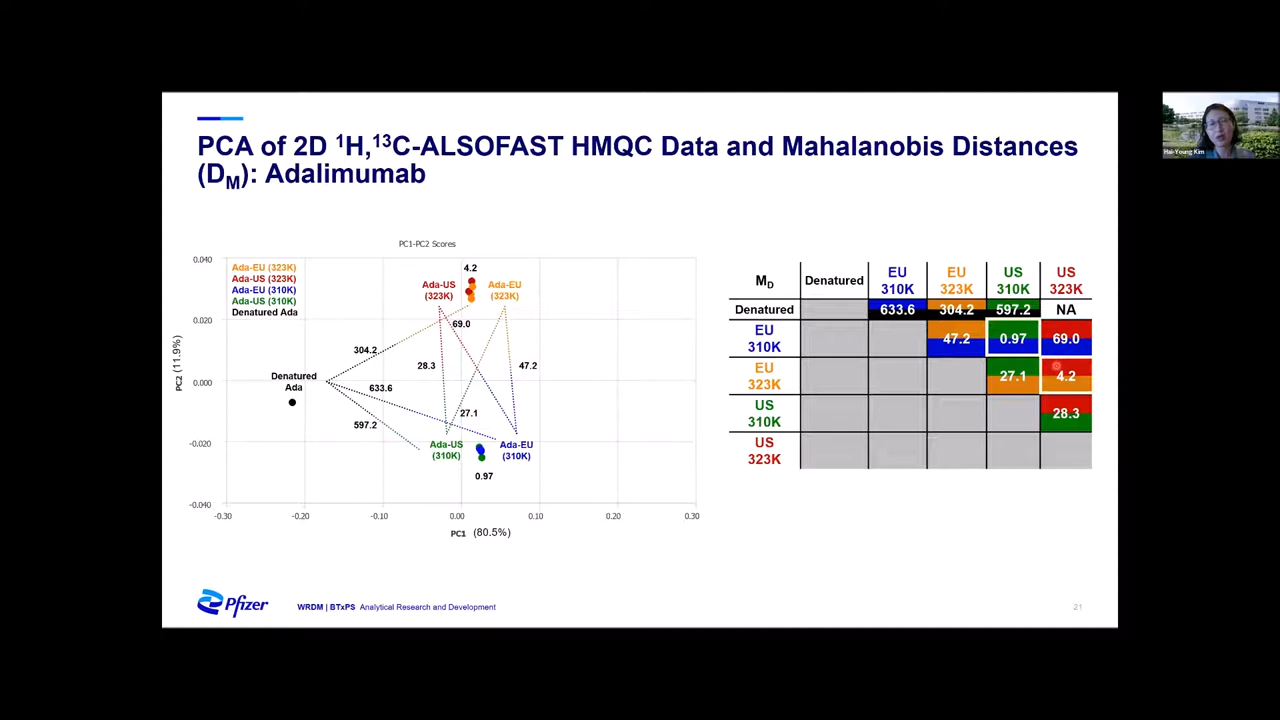 PCA of 2D ¹H,¹³C-ALSOFAST HMQC Data and Mahalanobis Distances
(D_M): Adalimumab
Hai-Young Kim
PC1-PC2 Scores
0.040
0.020
0.000
-0.020
-0.040
PC2 (11.9%)
Ada-EU (323K)
Ada-US (323K)
Ada-EU (310K)
Ada-US (310K)
Denatured Ada
4.2
Ada-US
(323K)
Ada-EU
(323K)
69.0
304.2
28.3
47.2
Denatured
Ada
633.6
27.1
597.2
Ada-US
(310K)
Ada-EU
(310K)
0.97
-0.30 -0.20 -0.10 0.00 0.10 0.20 0.30
PC1 (80.5%)
M_D Denatured EU 310K EU 323K US 310K US 323K
Denatured 633.6 304.2 597.2 NA
EU 310K 47.2 0.97 69.0
EU 323K 27.1 4.2
US 310K 28.3
US 323K
Pfizer
WRDM | BTxPS Analytical Research and Development
21